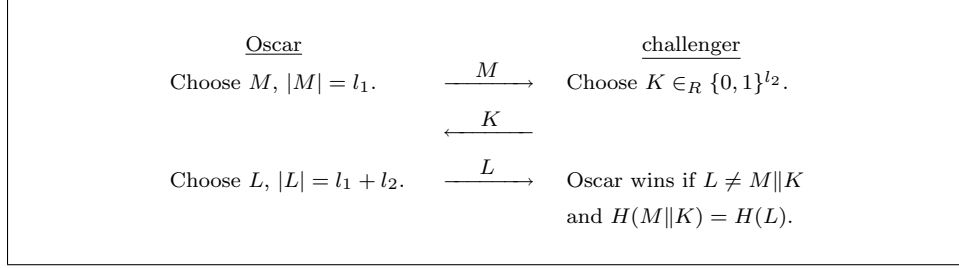 Oscar challenger
Choose M, |M| = l₁. M Choose K ∈_R {0, 1}^{l₂}.
K
Choose L, |L| = l₁ + l₂. L Oscar wins if L ≠ M∥K
and H(M∥K) = H(L).